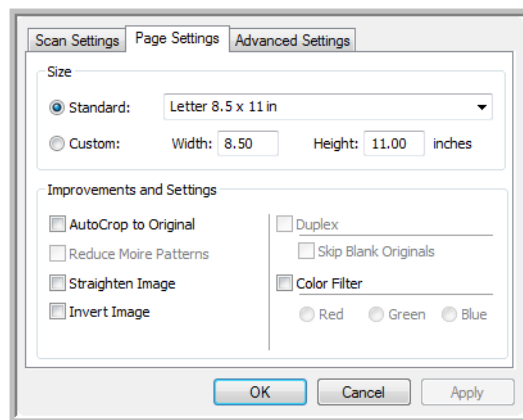 Scan Settings Page Settings Advanced Settings
Size
Standard: Letter 8.5 x 11 in
Custom: Width: 8.50 Height: 11.00 inches
Improvements and Settings
AutoCrop to Original Duplex
Reduce Moire Patterns Skip Blank Originals
Straighten Image Color Filter
Invert Image Red Green Blue
OK Cancel Apply